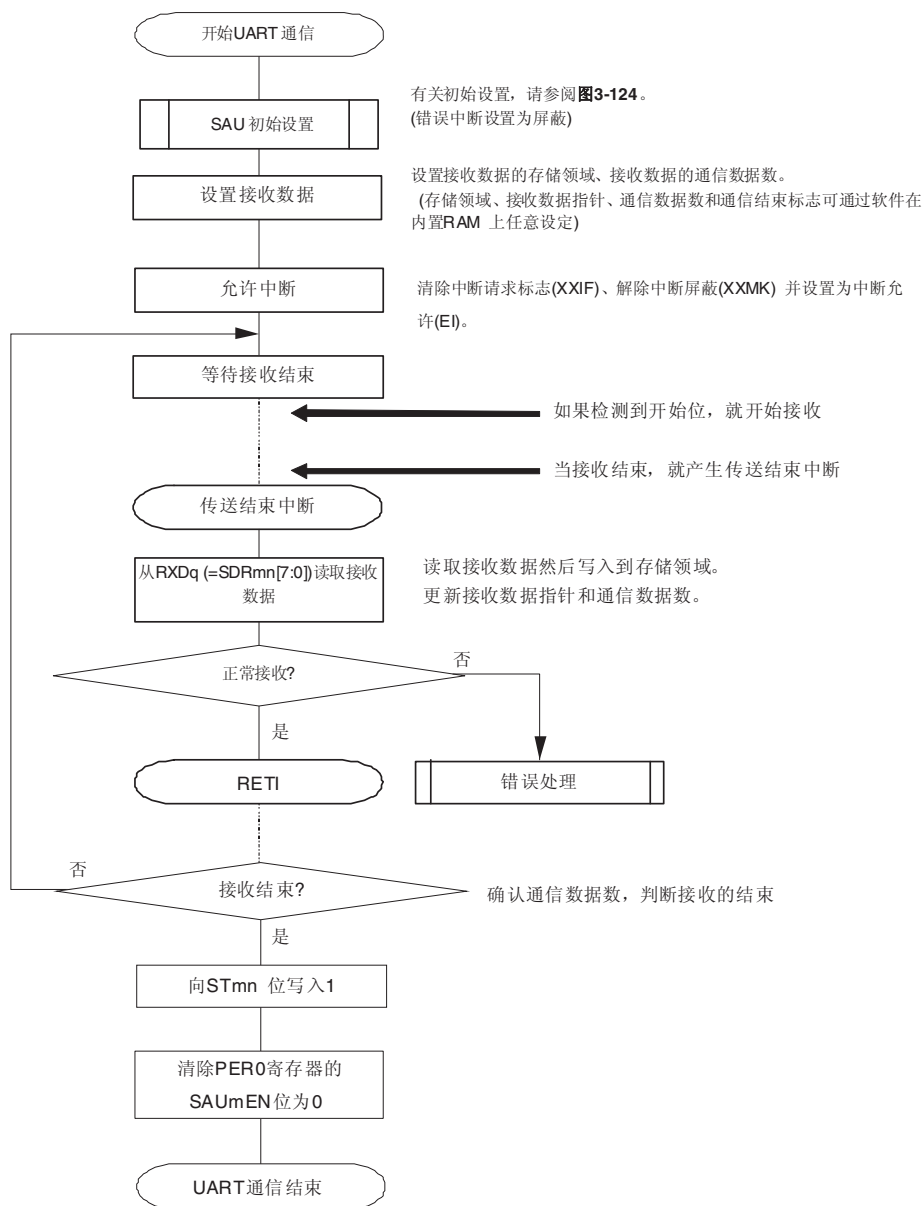 开始UART 通信
SAU 初始设置
有关初始设置，请参阅图3-124。
(错误中断设置为屏蔽)
设置接收数据
设置接收数据的存储领域、接收数据的通信数据数。
(存储领域、接收数据指针、通信数据数和通信结束标志可通过软件在
内置RAM 上任意设定)
允许中断
清除中断请求标志(XXIF)、解除中断屏蔽(XXMK) 并设置为中断允
许(EI)。
等待接收结束
如果检测到开始位，就开始接收
当接收结束，就产生传送结束中断
传送结束中断
从RXDq (=SDRmn[7:0])读取接收
数据
读取接收数据然后写入到存储领域。
更新接收数据指针和通信数据数。
正常接收?
否
是
RETI
错误处理
否
接收结束?
确认通信数据数，判断接收的结束
是
向STmn 位写入1
清除PER0寄存器的
SAUmEN位为0
UART通信结束